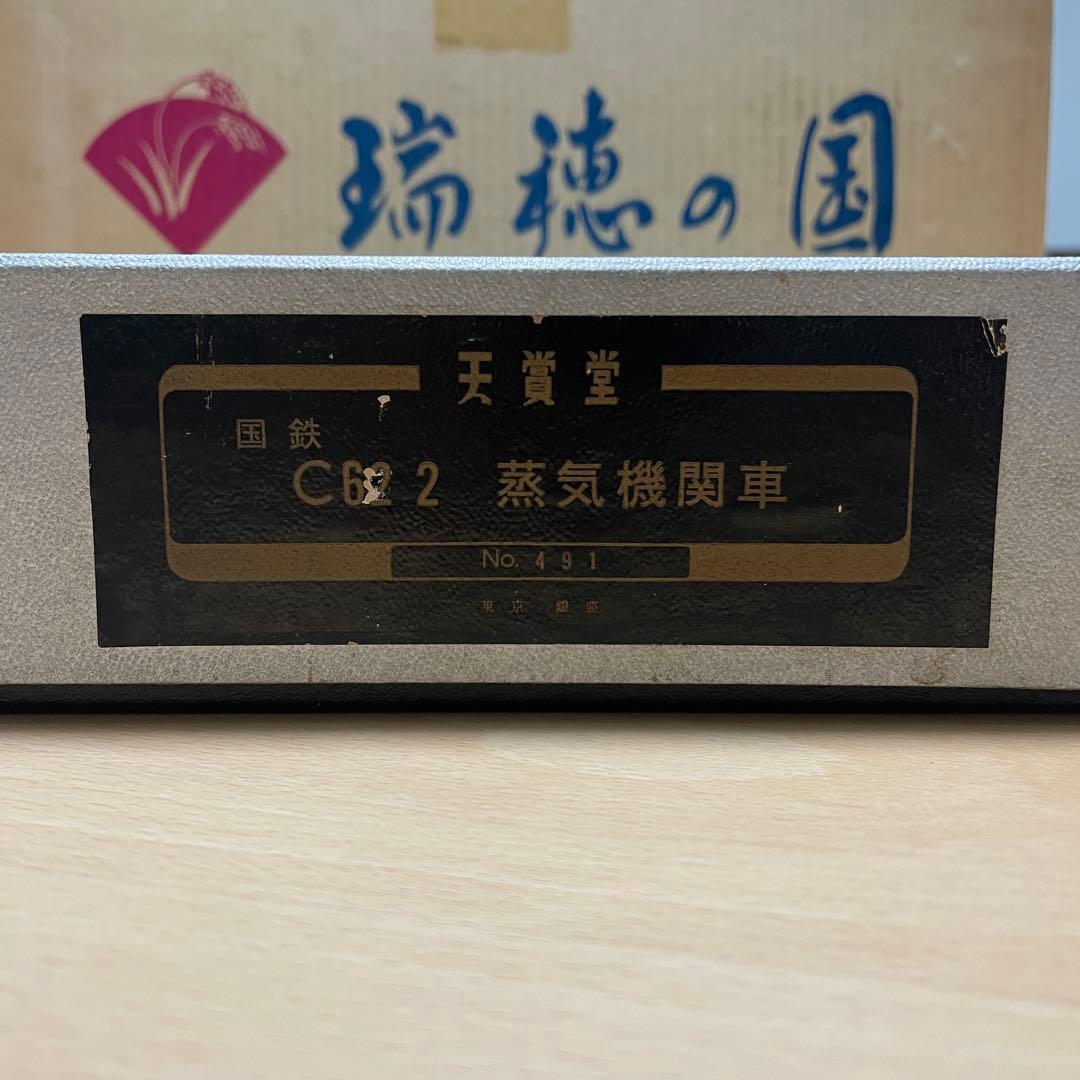 瑞穂の国
天賞堂
国鉄
C62 2 蒸気機関車
No. 491
東京 銀座